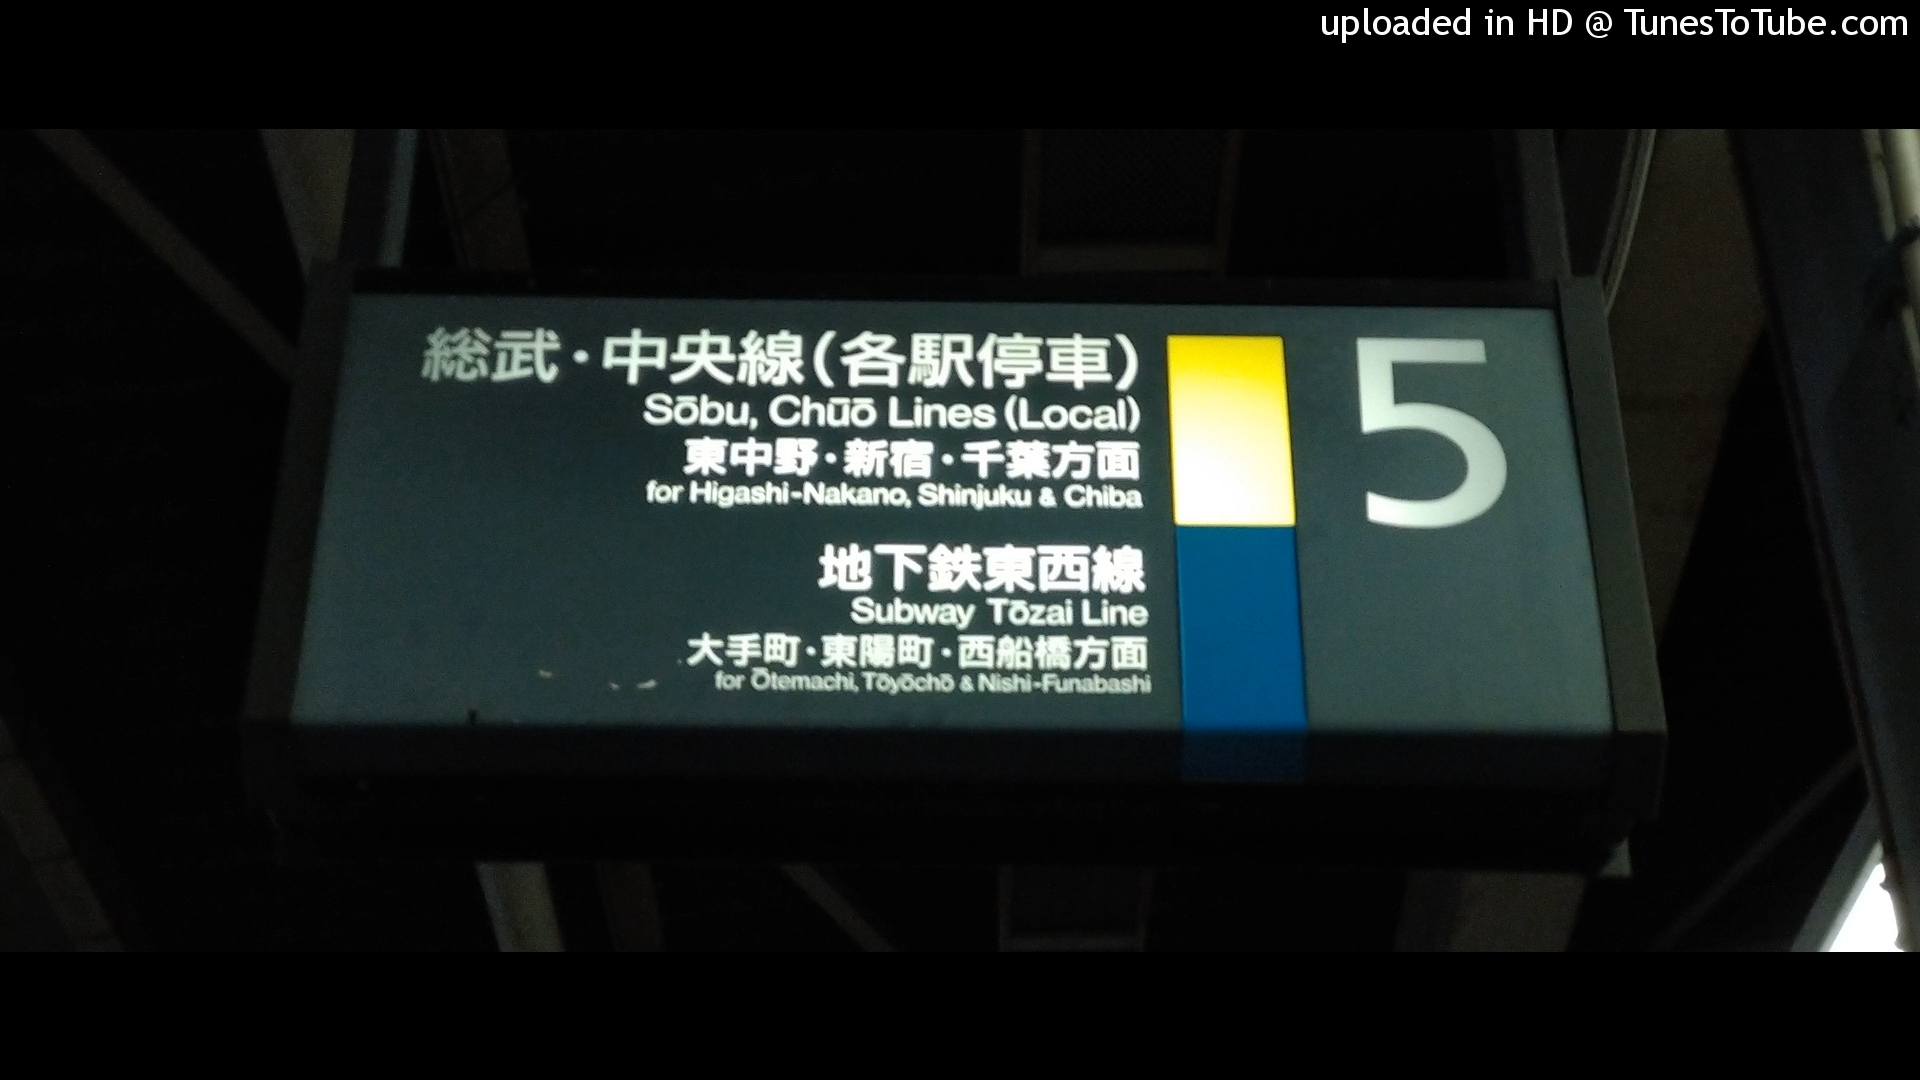 uploaded in HD @ TunesToTube.com
総武・中央線(各駅停車)
5
Sōbu, Chūō Lines (Local)
東中野・新宿・千葉方面
for Higashi-Nakano, Shinjuku & Chiba
地下鉄東西線
Subway Tōzai Line
大手町・東陽町・西船橋方面
for Ōtemachi, Tōyōchō & Nishi-Funabashi